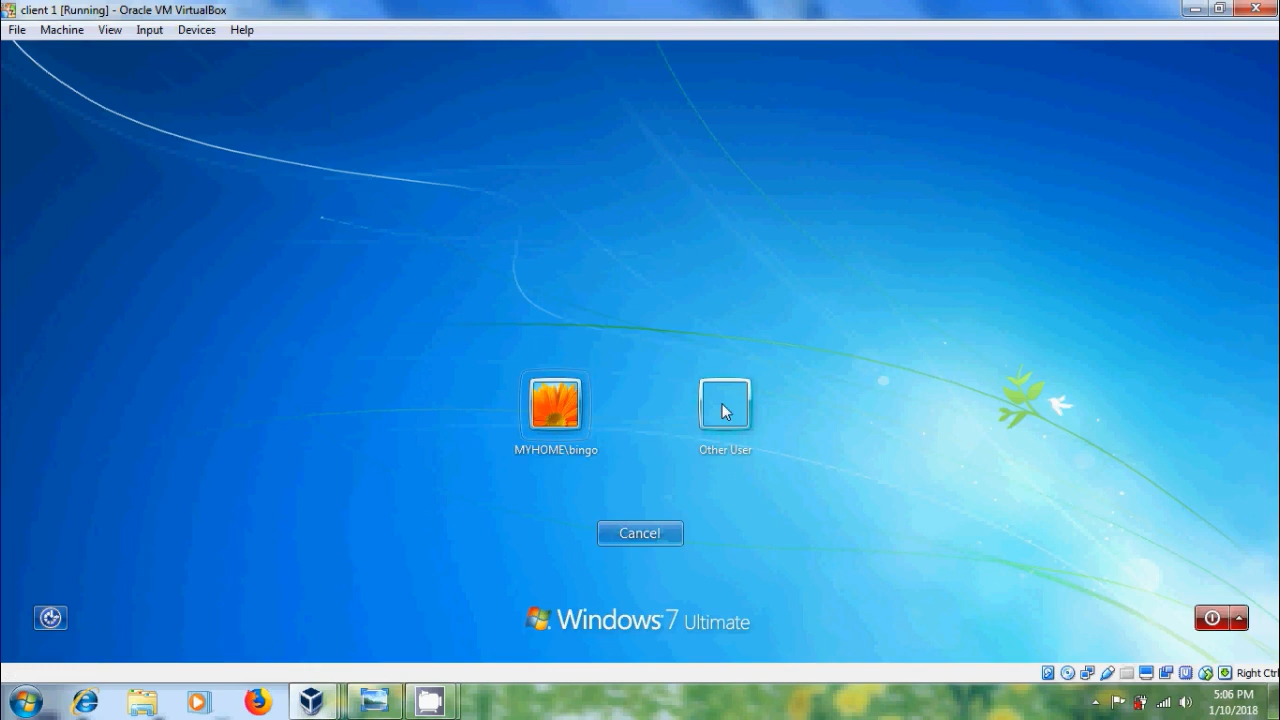 client 1 [Running] - Oracle VM VirtualBox
File Machine View Input Devices Help
MYHOME\bingo
Other User
Cancel
Windows 7 Ultimate
Right Ctrl
5:06 PM
1/10/2018